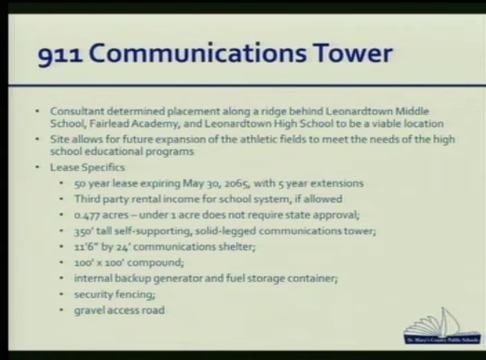 911 Communications Tower
• Consultant determined placement along a ridge behind Leonardtown Middle
School, Fairlead Academy, and Leonardtown High School to be a viable location
• Site allows for future expansion of the athletic fields to meet the needs of the high
school educational programs
• Lease Specifics
• 50 year lease expiring May 30, 2065, with 5 year extensions
• Third party rental income for school system, if allowed
• 0.477 acres – under 1 acre does not require state approval;
• 350' tall self-supporting, solid-legged communications tower;
• 11'6" by 24' communications shelter;
• 100' x 100' compound;
• internal backup generator and fuel storage container;
• security fencing;
• gravel access road
St. Mary's County Public Schools